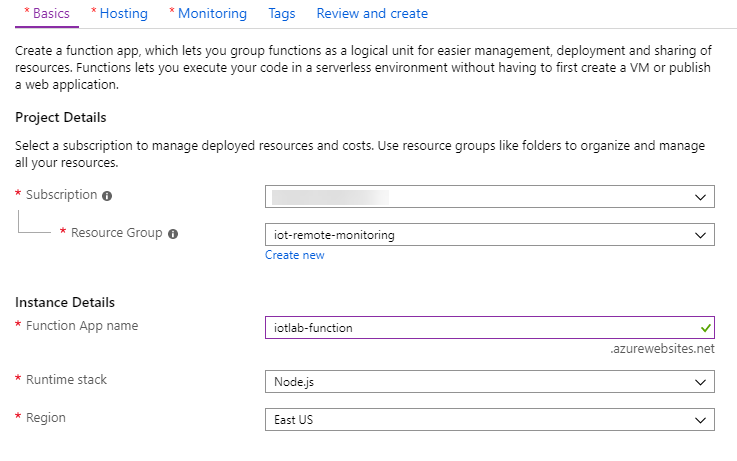 * Basics * Hosting * Monitoring Tags Review and create
Create a function app, which lets you group functions as a logical unit for easier management, deployment and sharing of
resources. Functions lets you execute your code in a serverless environment without having to first create a VM or publish
a web application.
Project Details
Select a subscription to manage deployed resources and costs. Use resource groups like folders to organize and manage
all your resources.
* Subscription
* Resource Group iot-remote-monitoring
Create new
Instance Details
* Function App name iotlab-function
.azurewebsites.net
* Runtime stack Node.js
* Region East US